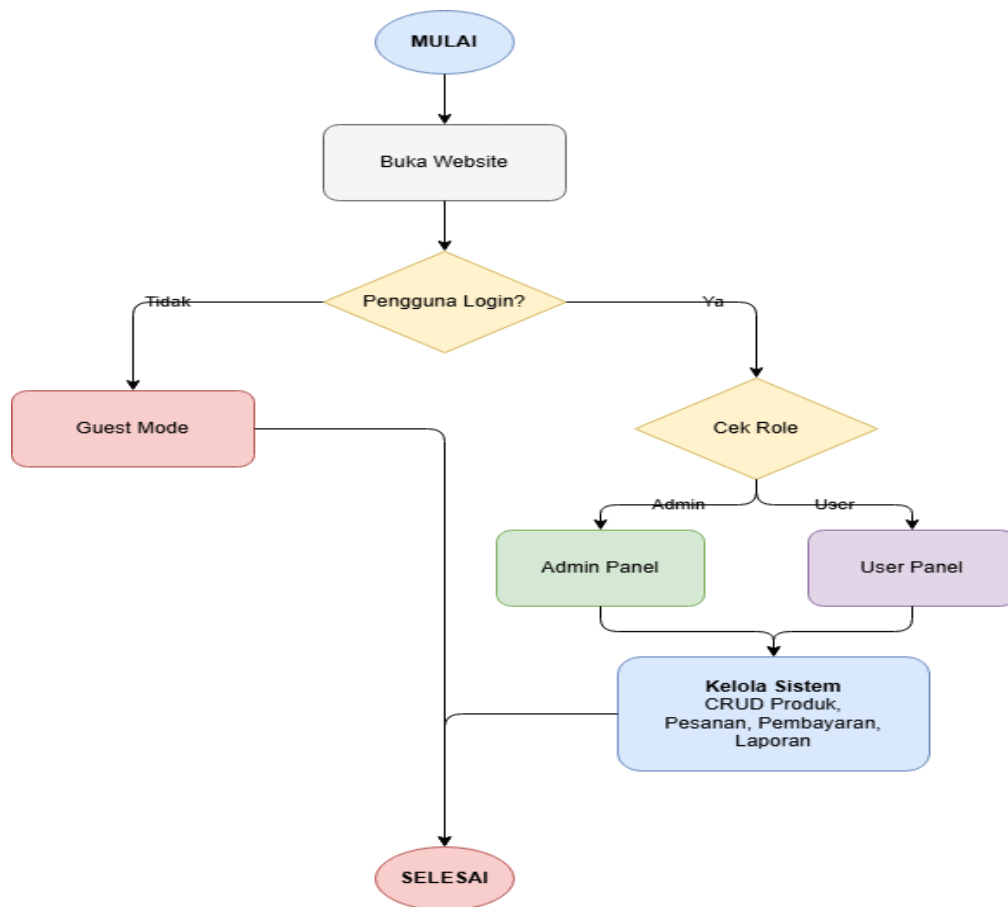 MULAI
Buka Website
Pengguna Login?
Tidak
Ya
Guest Mode
Cek Role
Admin
User
Admin Panel
User Panel
Kelola Sistem
CRUD Produk,
Pesanan, Pembayaran,
Laporan
SELESAI